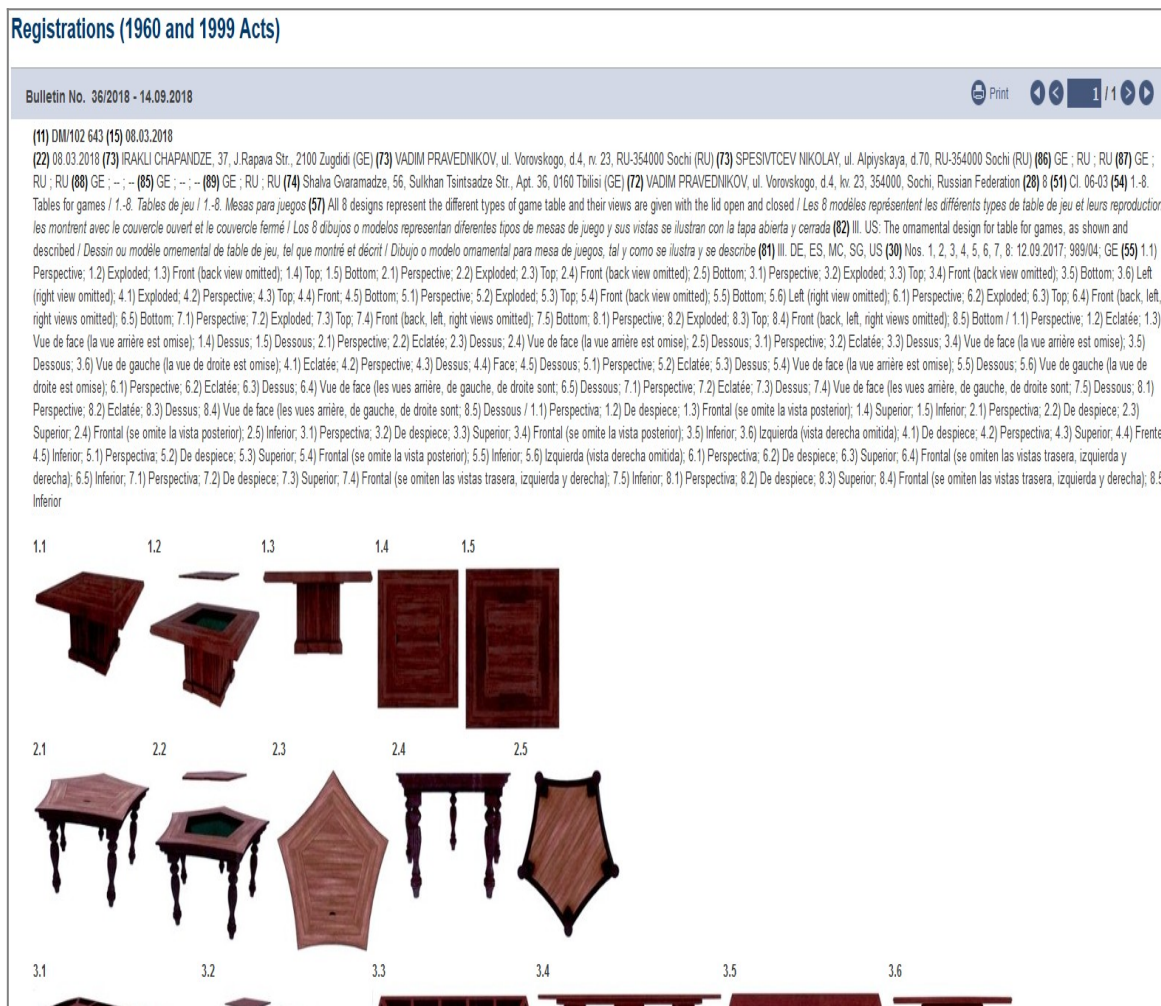 Registrations (1960 and 1999 Acts)
Bulletin No. 36/2018 - 14.09.2018
Print
1 / 1
(11) DM/102 643 (15) 08.03.2018
(22) 08.03.2018 (73) IRAKLI CHAPANDZE, 37, J.Rapava Str., 2100 Zugdidi (GE) (73) VADIM PRAVEDNIKOV, ul. Vorovskogo, d.4, rv. 23, RU-354000 Sochi (RU) (73) SPESIVTCEV NIKOLAY, ul. Alpiyskaya, d.70, RU-354000 Sochi (RU) (86) GE ; RU ; RU (87) GE ;
RU ; RU (88) GE ; -- ; -- (85) GE ; -- ; -- (89) GE ; RU ; RU (74) Shalva Gvaramadze, 56, Sulkhan Tsintsadze Str., Apt. 36, 0160 Tbilisi (GE) (72) VADIM PRAVEDNIKOV, ul. Vorovskogo, d.4, kv. 23, 354000, Sochi, Russian Federation (28) 8 (51) Cl. 06-03 (54) 1.-8.
Tables for games / 1.-8. Tables de jeu / 1.-8. Mesas para juegos (57) All 8 designs represent the different types of game table and their views are given with the lid open and closed / Les 8 modèles représentent les différents types de table de jeu et leurs reproduction
les montrent avec le couvercle ouvert et le couvercle fermé / Los 8 dibujos o modelos representan diferentes tipos de mesas de juego y sus vistas se ilustran con la tapa abierta y cerrada (82) III. US: The ornamental design for table for games, as shown and
described / Dessin ou modèle ornemental de table de jeu, tel que montré et décrit / Dibujo o modelo ornamental para mesa de juegos, tal y como se ilustra y se describe (81) III. DE, ES, MC, SG, US (30) Nos. 1, 2, 3, 4, 5, 6, 7, 8: 12.09.2017; 989/04; GE (55) 1.1)
Perspective; 1.2) Exploded; 1.3) Front (back view omitted); 1.4) Top; 1.5) Bottom; 2.1) Perspective; 2.2) Exploded; 2.3) Top; 2.4) Front (back view omitted); 2.5) Bottom; 3.1) Perspective; 3.2) Exploded; 3.3) Top; 3.4) Front (back view omitted); 3.5) Bottom; 3.6) Left
(right view omitted); 4.1) Exploded; 4.2) Perspective; 4.3) Top; 4.4) Front; 4.5) Bottom; 5.1) Perspective; 5.2) Exploded; 5.3) Top; 5.4) Front (back view omitted); 5.5) Bottom; 5.6) Left (right view omitted); 6.1) Perspective; 6.2) Exploded; 6.3) Top; 6.4) Front (back, left,
right views omitted); 6.5) Bottom; 7.1) Perspective; 7.2) Exploded; 7.3) Top; 7.4) Front (back, left, right views omitted); 7.5) Bottom; 8.1) Perspective; 8.2) Exploded; 8.3) Top; 8.4) Front (back, left, right views omitted); 8.5) Bottom / 1.1) Perspective; 1.2) Eclatée; 1.3)
Vue de face (la vue arrière est omise); 1.4) Dessus; 1.5) Dessous; 2.1) Perspective; 2.2) Eclatée; 2.3) Dessus; 2.4) Vue de face (la vue arrière est omise); 2.5) Dessous; 3.1) Perspective; 3.2) Eclatée; 3.3) Dessus; 3.4) Vue de face (la vue arrière est omise); 3.5)
Dessous; 3.6) Vue de gauche (la vue de droite est omise); 4.1) Eclatée; 4.2) Perspective; 4.3) Dessus; 4.4) Face; 4.5) Dessous; 5.1) Perspective; 5.2) Eclatée; 5.3) Dessus; 5.4) Vue de face (la vue arrière est omise); 5.5) Dessous; 5.6) Vue de gauche (la vue de
droite est omise); 6.1) Perspective; 6.2) Eclatée; 6.3) Dessus; 6.4) Vue de face (les vues arrière, de gauche, de droite sont; 6.5) Dessous; 7.1) Perspective; 7.2) Eclatée; 7.3) Dessus; 7.4) Vue de face (les vues arrière, de gauche, de droite sont; 7.5) Dessous; 8.1)
Perspective; 8.2) Eclatée; 8.3) Dessus; 8.4) Vue de face (les vues arrière, de gauche, de droite sont; 8.5) Dessous / 1.1) Perspectiva; 1.2) De despiece; 1.3) Frontal (se omite la vista posterior); 1.4) Superior; 1.5) Inferior; 2.1) Perspectiva; 2.2) De despiece; 2.3)
Superior; 2.4) Frontal (se omite la vista posterior); 2.5) Inferior; 3.1) Perspectiva; 3.2) De despiece; 3.3) Superior; 3.4) Frontal (se omite la vista posterior); 3.5) Inferior; 3.6) Izquierda (vista derecha omitida); 4.1) De despiece; 4.2) Perspectiva; 4.3) Superior; 4.4) Frente
4.5) Inferior; 5.1) Perspectiva; 5.2) De despiece; 5.3) Superior; 5.4) Frontal (se omite la vista posterior); 5.5) Inferior; 5.6) Izquierda (vista derecha omitida); 6.1) Perspectiva; 6.2) De despiece; 6.3) Superior; 6.4) Frontal (se omiten las vistas trasera, izquierda y
derecha); 6.5) Inferior; 7.1) Perspectiva; 7.2) De despiece; 7.3) Superior; 7.4) Frontal (se omiten las vistas trasera, izquierda y derecha); 7.5) Inferior; 8.1) Perspectiva; 8.2) De despiece; 8.3) Superior; 8.4) Frontal (se omiten las vistas trasera, izquierda y derecha); 8.5
Inferior
1.1 1.2 1.3 1.4 1.5
2.1 2.2 2.3 2.4 2.5
3.1 3.2 3.3 3.4 3.5 3.6